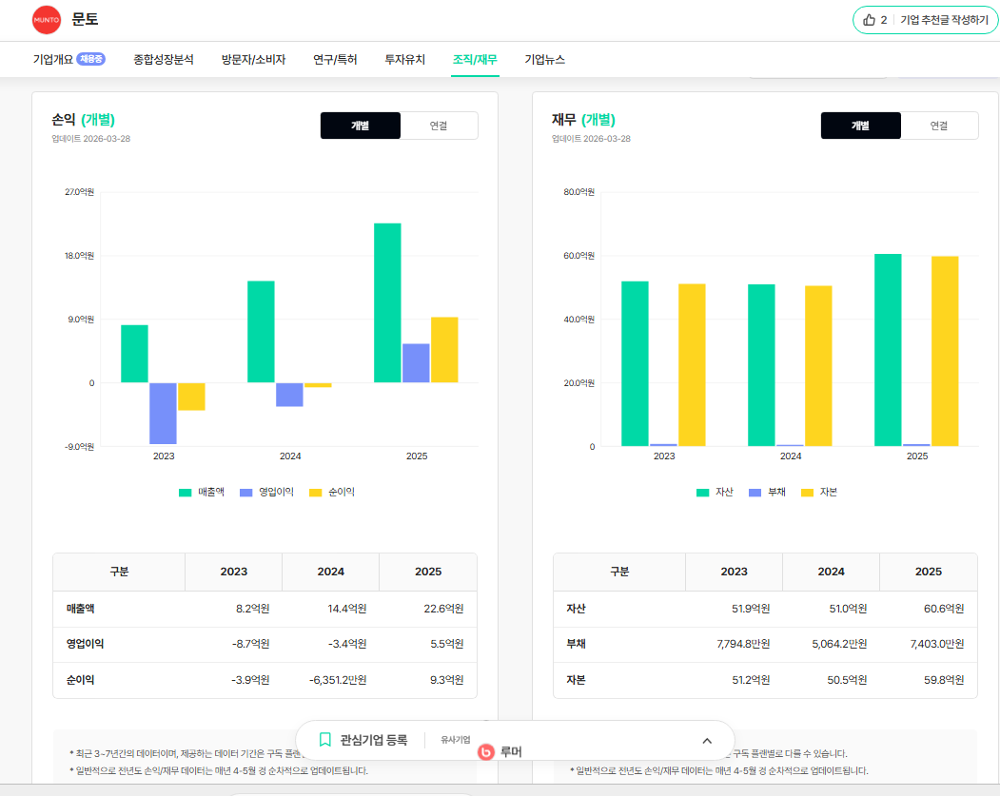 MUNTO 문토
2 기업 추천글 작성하기
기업개요 채용중 종합성장분석 방문자/소비자 연구/특허 투자유치 조직/재무 기업뉴스
손익 (개별)
개별 연결
업데이트 2026-03-28
27.0억원
18.0억원
9.0억원
0
-9.0억원
2023 2024 2025
매출액 영업이익 순이익
구분 2023 2024 2025
매출액 8.2억원 14.4억원 22.6억원
영업이익 -8.7억원 -3.4억원 5.5억원
순이익 -3.9억원 -6,351.2만원 9.3억원
* 최근 3~7년간의 데이터이며, 제공하는 데이터 기간은 구독
* 일반적으로 전년도 손익/재무 데이터는 매년 4-5월 경 순차적으로 업데이트됩니다.
재무 (개별)
개별 연결
업데이트 2026-03-28
80.0억원
60.0억원
40.0억원
20.0억원
0
2023 2024 2025
자산 부채 자본
구분 2023 2024 2025
자산 51.9억원 51.0억원 60.6억원
부채 7,794.8만원 5,064.2만원 7,403.0만원
자본 51.2억원 50.5억원 59.8억원
구독 플랜별로 다를 수 있습니다.
* 일반적으로 전년도 손익/재무 데이터는 매년 4-5월 경 순차적으로 업데이트됩니다.
관심기업 등록 유사기업
b 루머